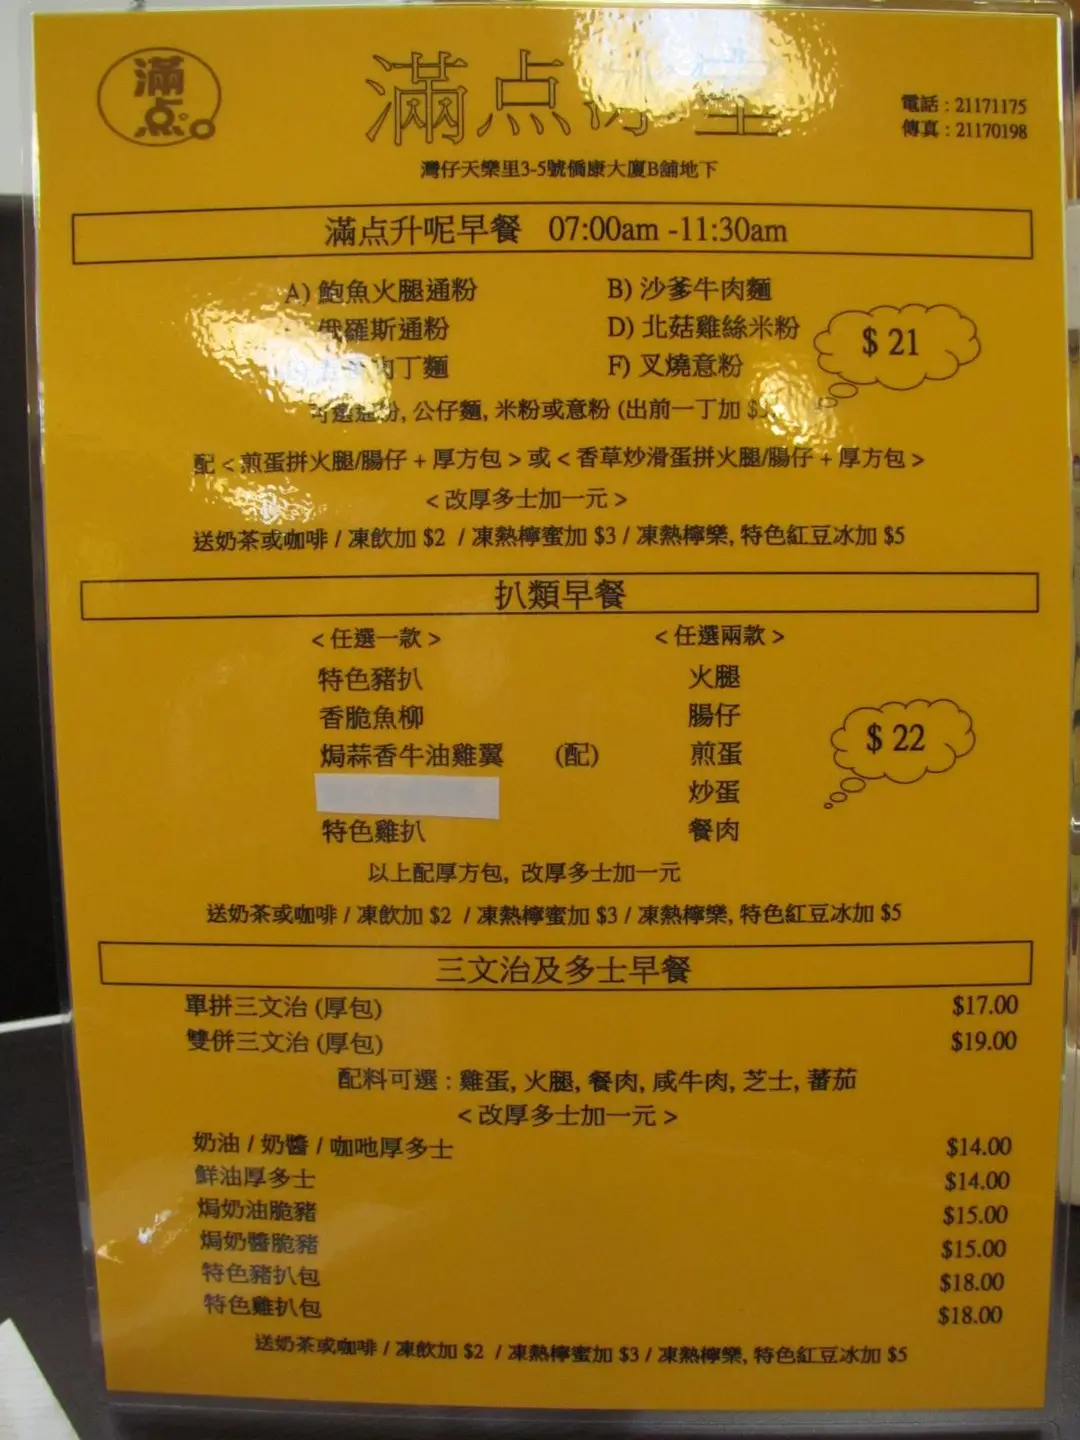 滿点
滿点冰室
電話 : 21171175
傳真 : 21170198
灣仔天樂里3-5號僑康大廈B舖地下
滿点升呢早餐 07:00am -11:30am
A) 鮑魚火腿通粉 B) 沙爹牛肉麵
俄羅斯通粉 D) 北菇雞絲米粉
肉丁麵 F) 叉燒意粉
$ 21
可選通粉, 公仔麵, 米粉或意粉 (出前一丁加
配 < 煎蛋拼火腿/腸仔 + 厚方包 > 或 < 香草炒滑蛋拼火腿/腸仔 + 厚方包 >
< 改厚多士加一元 >
送奶茶或咖啡 / 凍飲加 $2 / 凍熱檸蜜加 $3 / 凍熱檸樂, 特色紅豆冰加 $5
扒類早餐
< 任選一款 > < 任選兩款 >
特色豬扒 火腿
香脆魚柳 腸仔
焗蒜香牛油雞翼 (配) 煎蛋
炒蛋
特色雞扒 餐肉
$ 22
以上配厚方包, 改厚多士加一元
送奶茶或咖啡 / 凍飲加 $2 / 凍熱檸蜜加 $3 / 凍熱檸樂, 特色紅豆冰加 $5
三文治及多士早餐
單拼三文治 (厚包) $17.00
雙併三文治 (厚包) $19.00
配料可選 : 雞蛋, 火腿, 餐肉, 咸牛肉, 芝士, 蕃茄
< 改厚多士加一元 >
奶油 / 奶醬 / 咖吔厚多士 $14.00
鮮油厚多士 $14.00
焗奶油脆豬 $15.00
焗奶醬脆豬 $15.00
特色豬扒包 $18.00
特色雞扒包 $18.00
送奶茶或咖啡 / 凍飲加 $2 / 凍熱檸蜜加 $3 / 凍熱檸樂, 特色紅豆冰加 $5